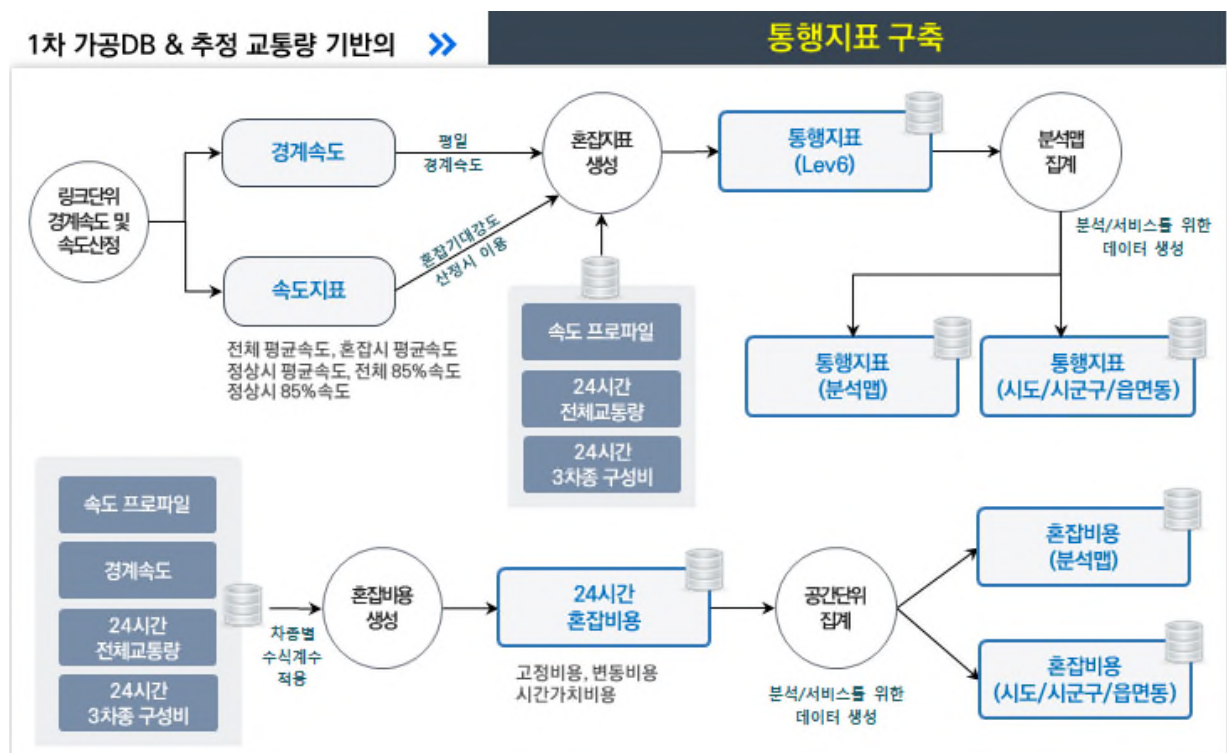 1차 가공DB & 추정 교통량 기반의
통행지표 구축
링크단위
경계속도 및
속도산정
경계속도
평일
경계속도
속도지표
혼잡기대강도
산정시 이용
전체 평균속도, 혼잡시 평균속도
정상시 평균속도, 전체 85%속도
정상시 85%속도
혼잡지표
생성
속도 프로파일
24시간
전체교통량
24시간
3차종 구성비
통행지표
(Lev6)
분석맵
집계
분석/서비스를 위한
데이터 생성
통행지표
(분석맵)
통행지표
(시도/시군구/읍면동)
속도 프로파일
경계속도
24시간
전체교통량
24시간
3차종 구성비
차종별
수식계수
적용
혼잡비용
생성
24시간
혼잡비용
고정비용, 변동비용
시간가치비용
공간단위
집계
분석/서비스를 위한
데이터 생성
혼잡비용
(분석맵)
혼잡비용
(시도/시군구/읍면동)